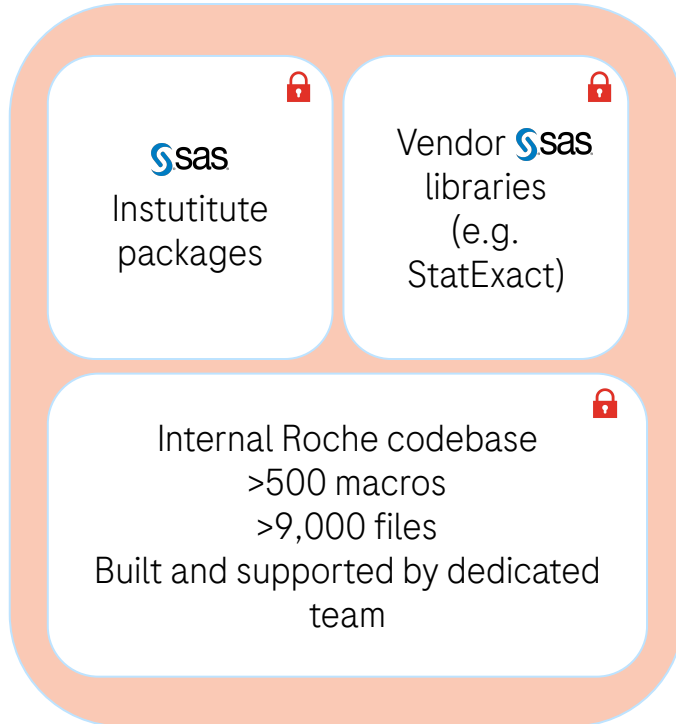 sas
Instutitute
packages
Vendor sas
libraries
(e.g.
StatExact)
Internal Roche codebase
>500 macros
>9,000 files
Built and supported by dedicated
team